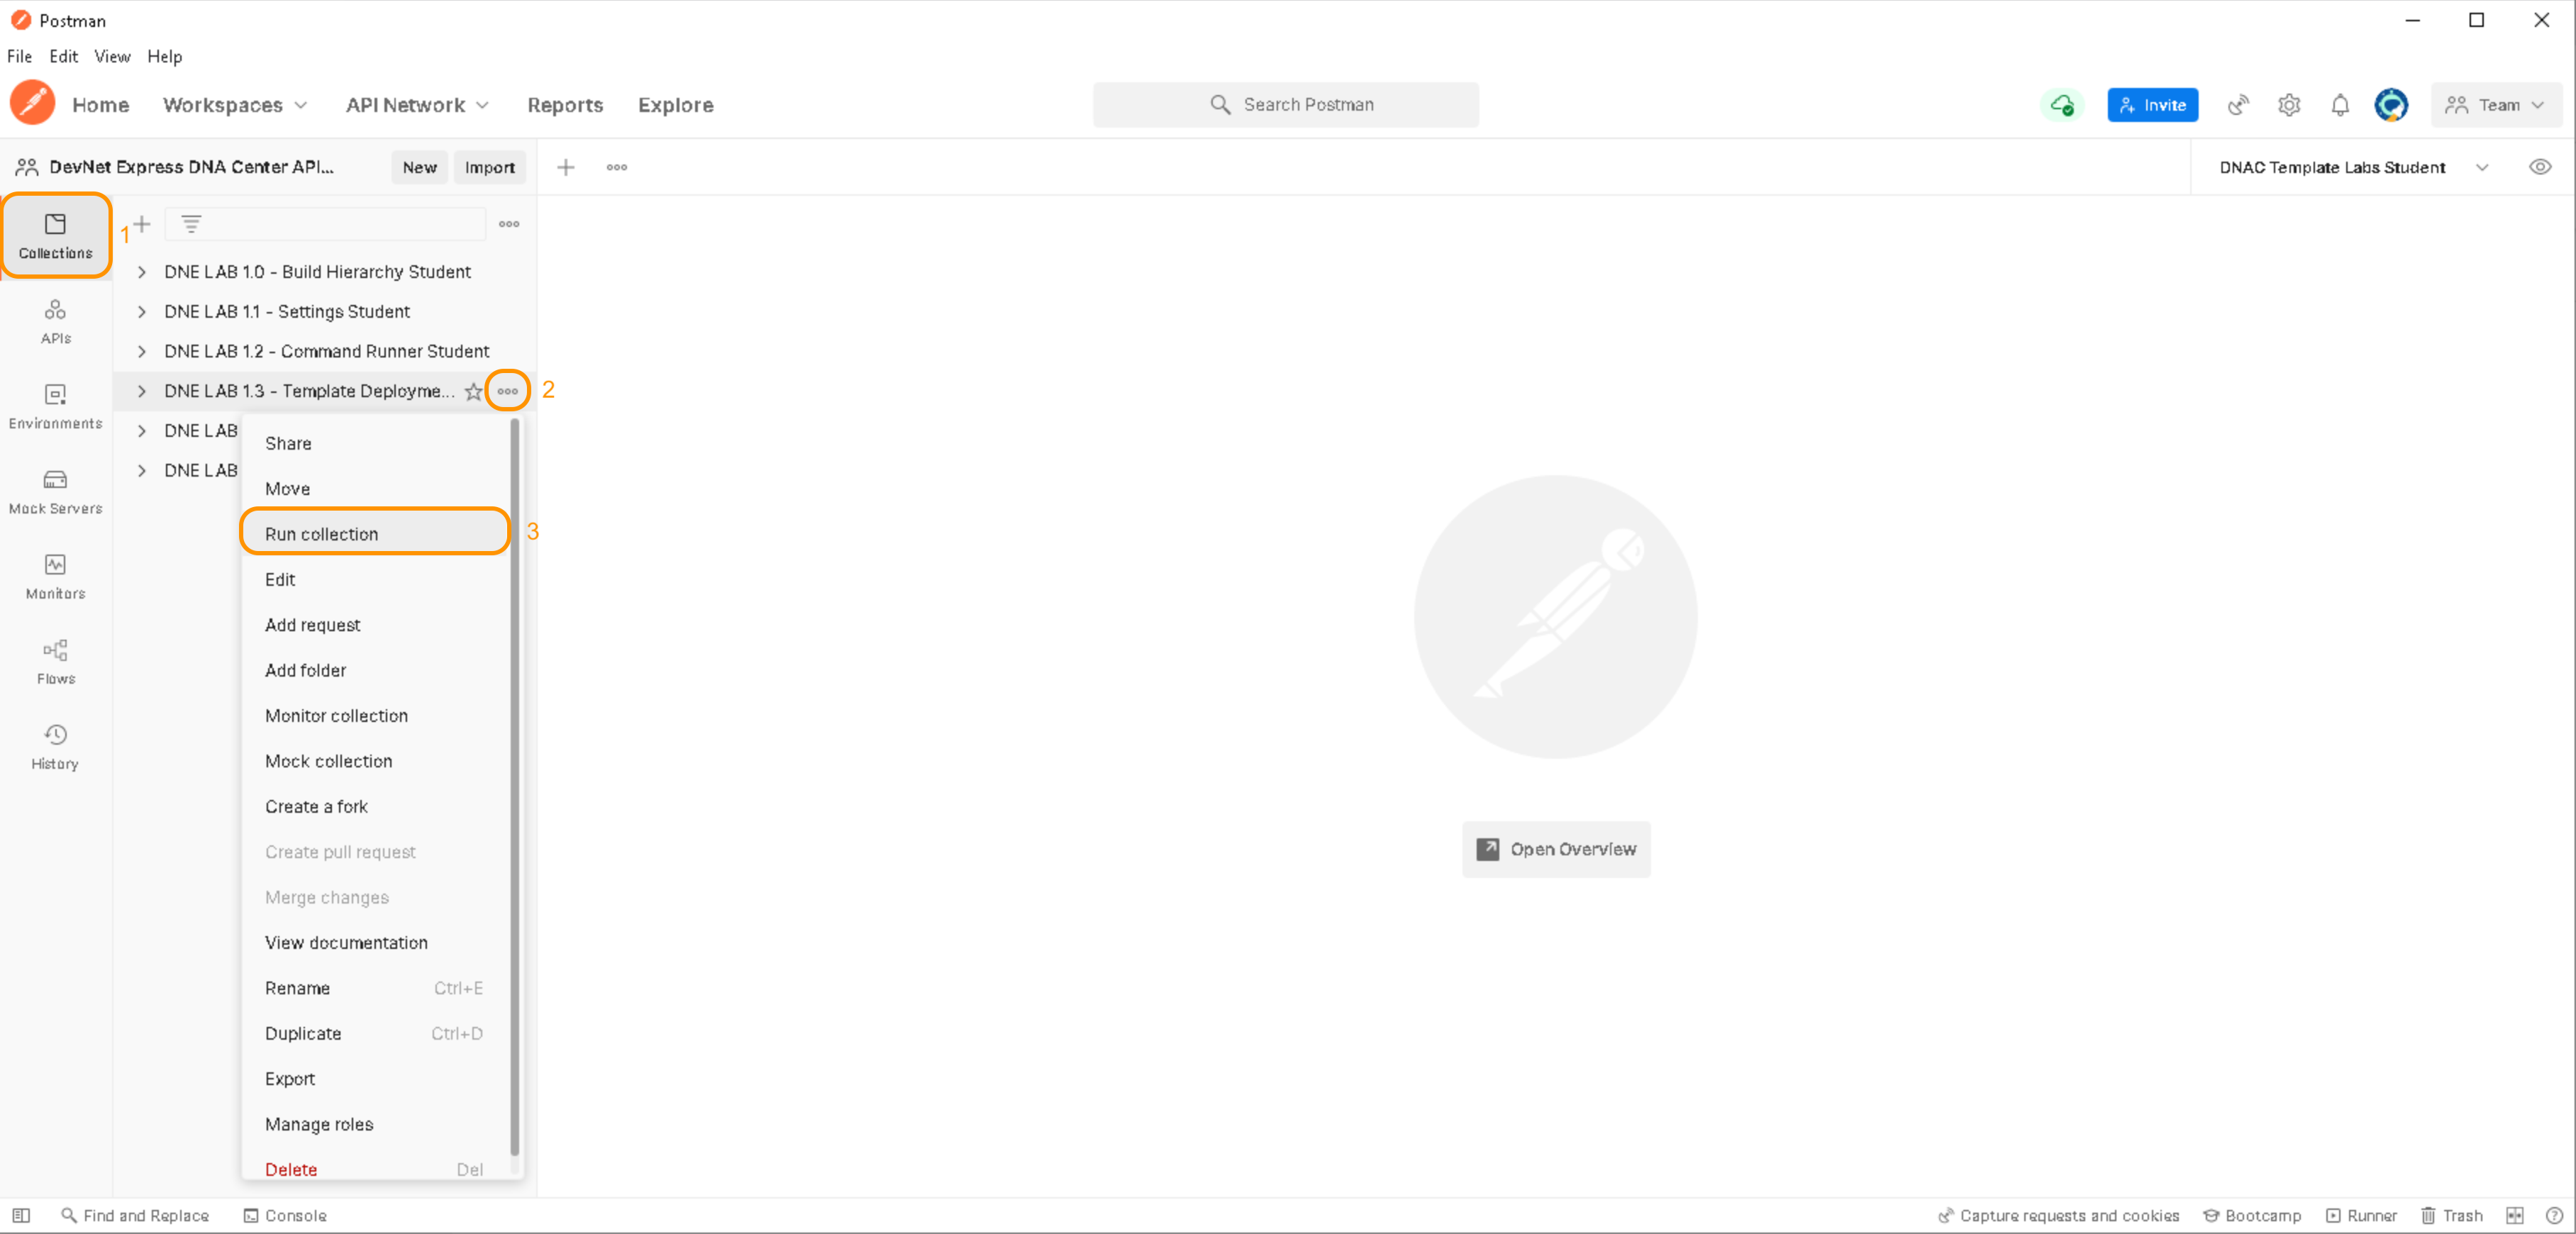 Postman
File Edit View Help
Home Workspaces API Network Reports Explore Search Postman Invite Team
DevNet Express DNA Center API... New Import DNAC Template Labs Student
Collections 1
DNE LAB 1.0 - Build Hierarchy Student
DNE LAB 1.1 - Settings Student
APIs
DNE LAB 1.2 - Command Runner Student
DNE LAB 1.3 - Template Deployme... 2
Environments
DNE LAB
DNE LAB
Share
Move
Mock Servers
Run collection 3
Edit
Monitors
Add request
Add folder
Flows
Monitor collection
Mock collection
History
Create a fork
Create pull request
Merge changes
View documentation
Rename Ctrl+E
Duplicate Ctrl+D
Export
Manage roles
Delete Del
Open Overview
Find and Replace Console Capture requests and cookies Bootcamp Runner Trash